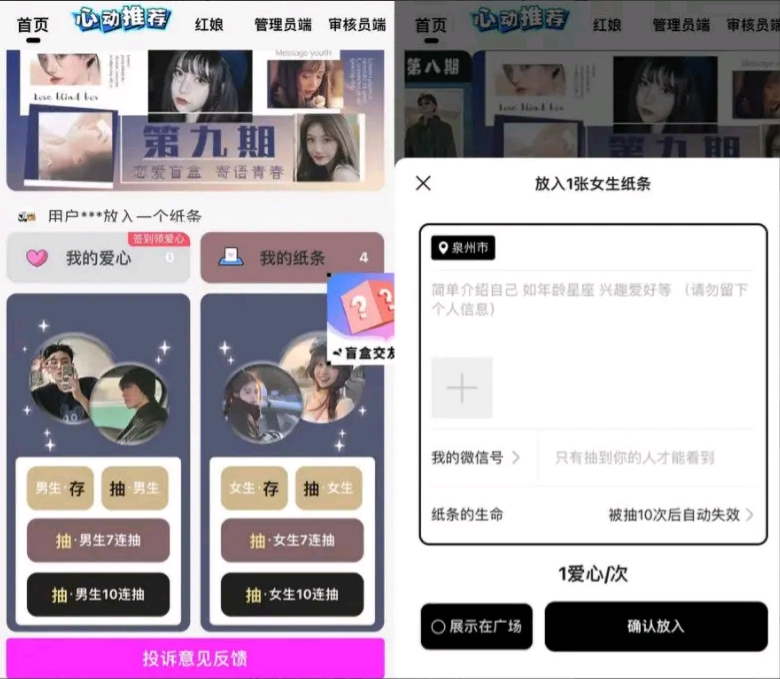 首页
心动推荐
红娘
管理员端
审核员端
Message youth
Love blind box
第九期
恋爱盲盒 寄语青春
用户***放入一个纸条
签到领爱心
我的爱心
0
我的纸条
4
盲盒交友
男生·存
抽·男生
女生·存
抽·女生
抽·男生7连抽
抽·女生7连抽
抽·男生10连抽
抽·女生10连抽
投诉意见反馈
首页
心动推荐
红娘
管理员端
审核员端
第八期
Love blind box
第九期
放入1张女生纸条
泉州市
简单介绍自己 如年龄星座 兴趣爱好等 （请勿留下
个人信息）
我的微信号
只有抽到你的人才能看到
纸条的生命
被抽10次后自动失效
1爱心/次
展示在广场
确认放入